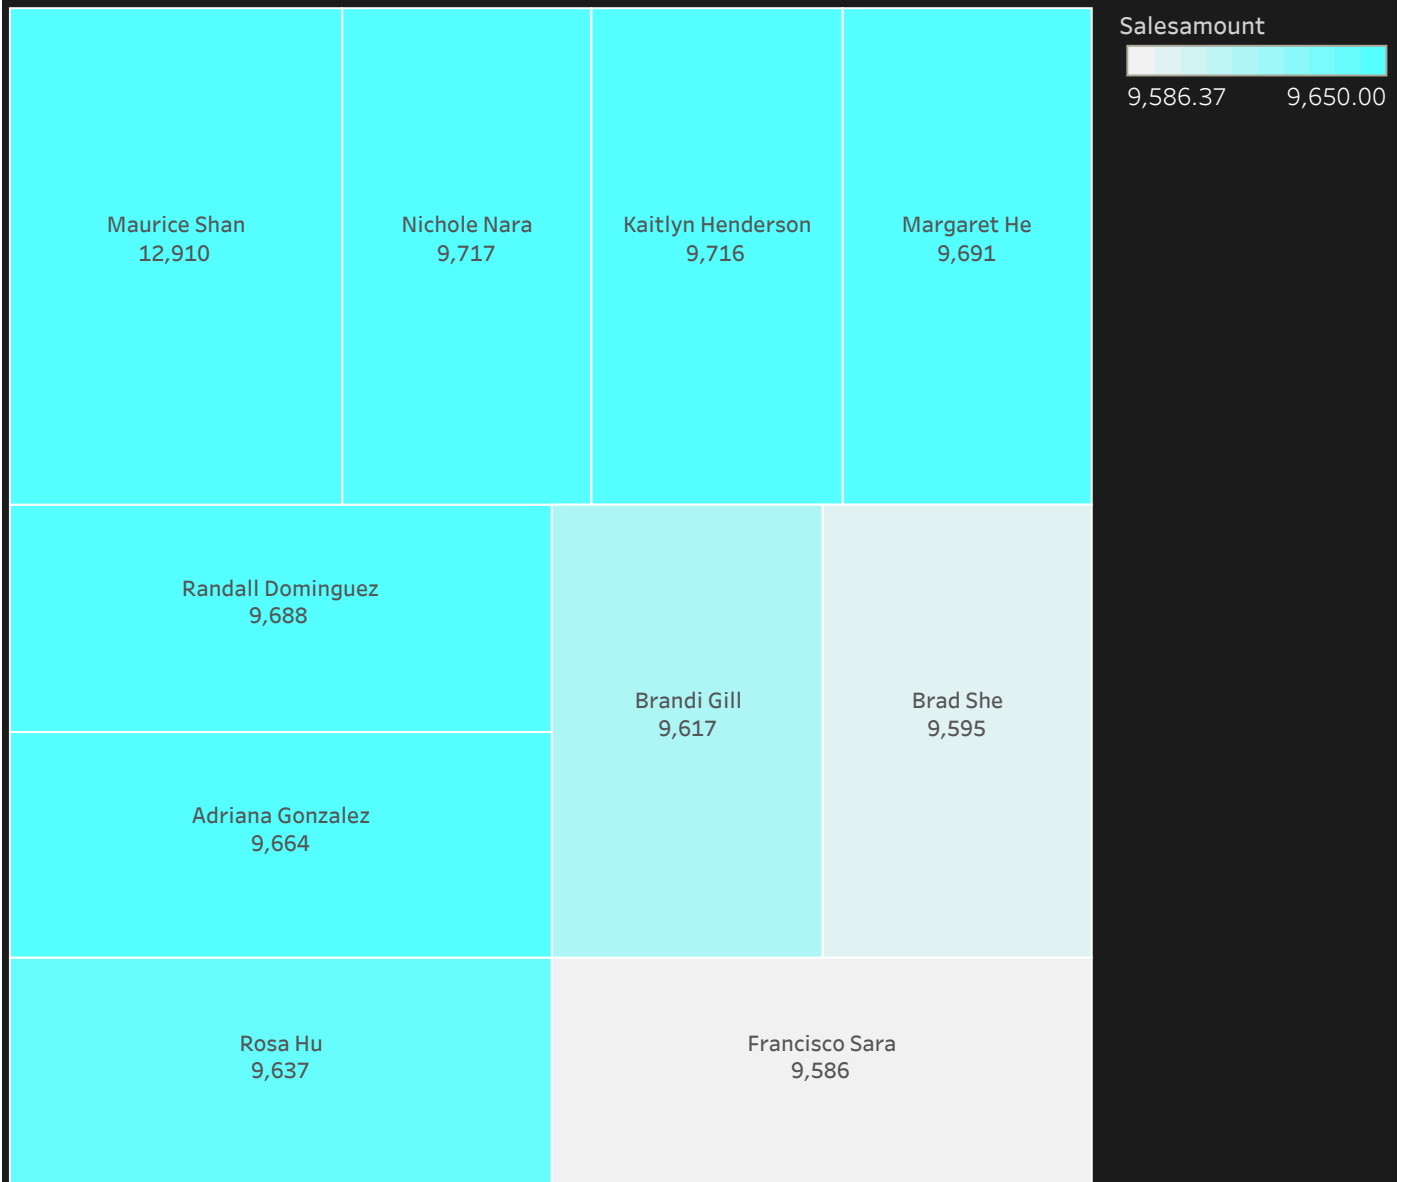 Salesamount
9,586.37 9,650.00
Maurice Shan
12,910
Nichole Nara
9,717
Kaitlyn Henderson
9,716
Margaret He
9,691
Randall Dominguez
9,688
Adriana Gonzalez
9,664
Brandi Gill
9,617
Brad She
9,595
Rosa Hu
9,637
Francisco Sara
9,586